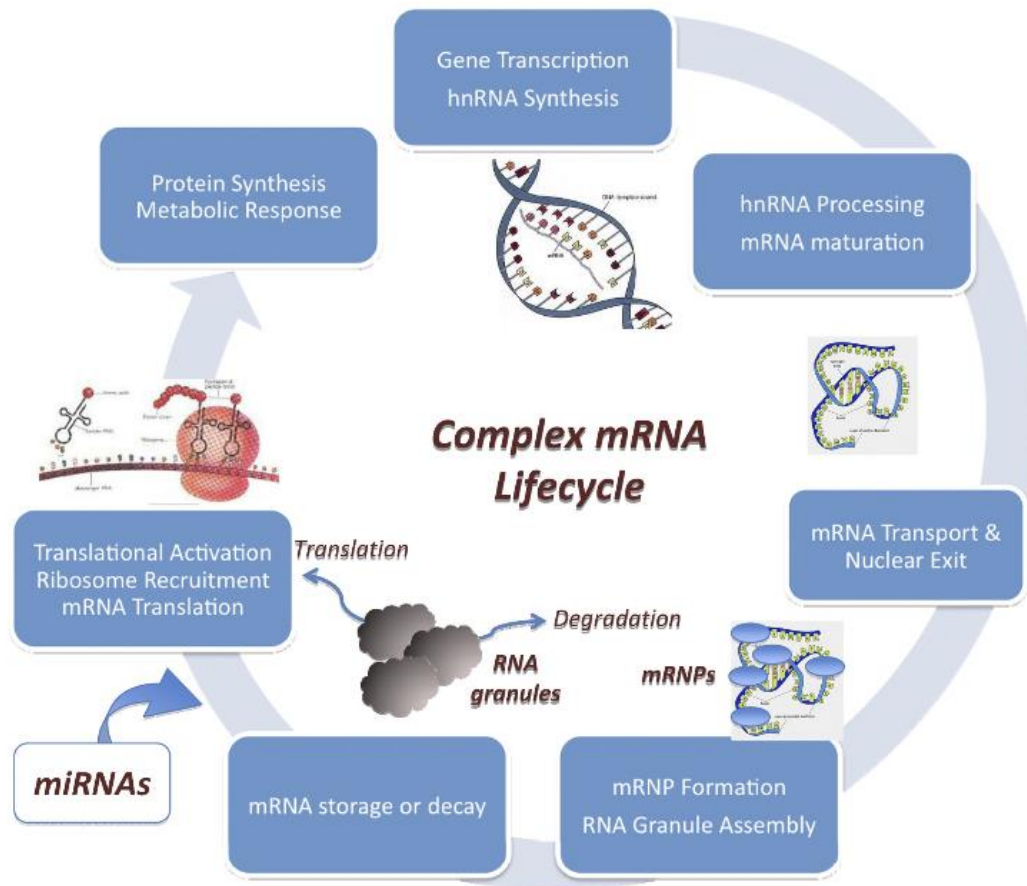 Gene Transcription
hnRNA Synthesis
Protein Synthesis
Metabolic Response
hnRNA Processing
mRNA maturation
Complex mRNA
Lifecycle
mRNA Transport &
Nuclear Exit
Translational Activation
Ribosome Recruitment
mRNA Translation
Translation
Degradation
RNA
granules
mRNPs
miRNAs
mRNA storage or decay
mRNP Formation
RNA Granule Assembly